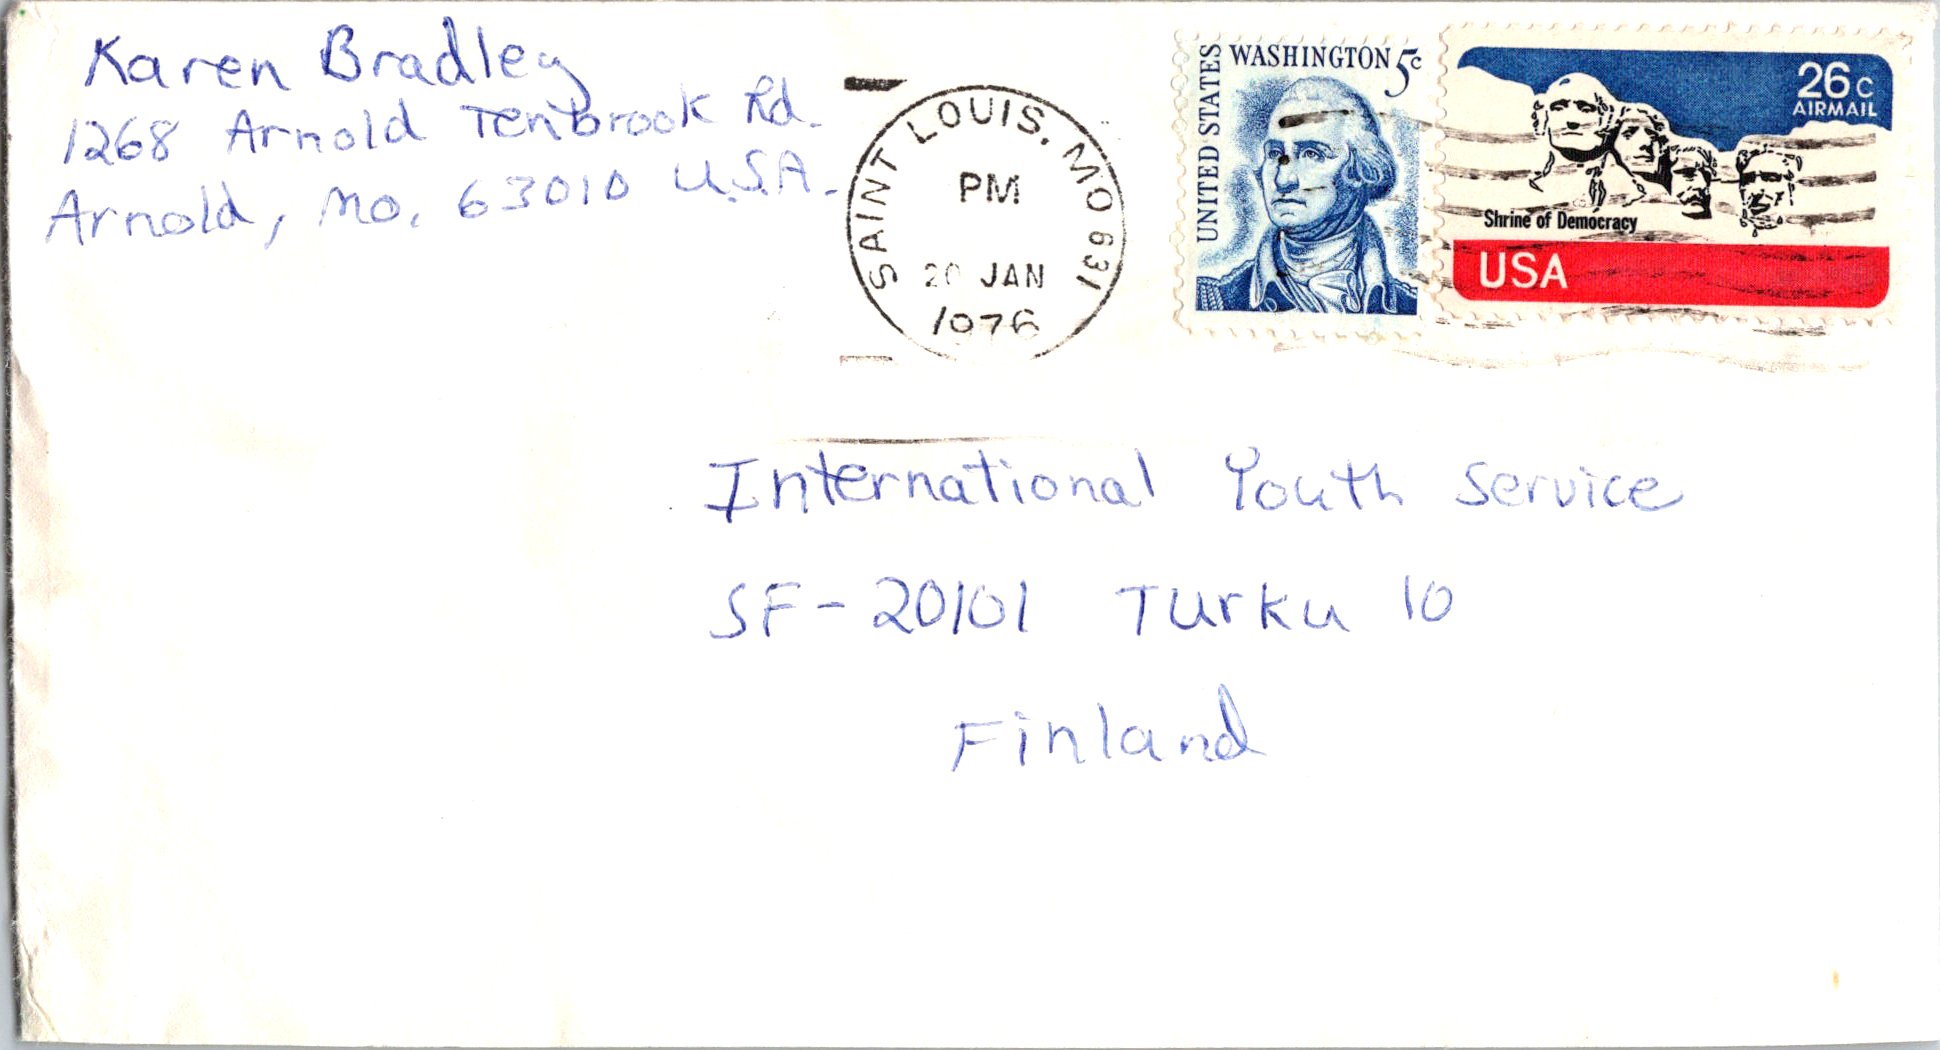 Karen Bradley
1268 Arnold Tenbrook Rd.
Arnold, Mo. 63010 U.S.A.
SAINT LOUIS, MO 631
PM
20 JAN
1976
UNITED STATES
WASHINGTON 5c
26c
AIRMAIL
Shrine of Democracy
USA
International Youth Service
SF-20101 Turku 10
Finland